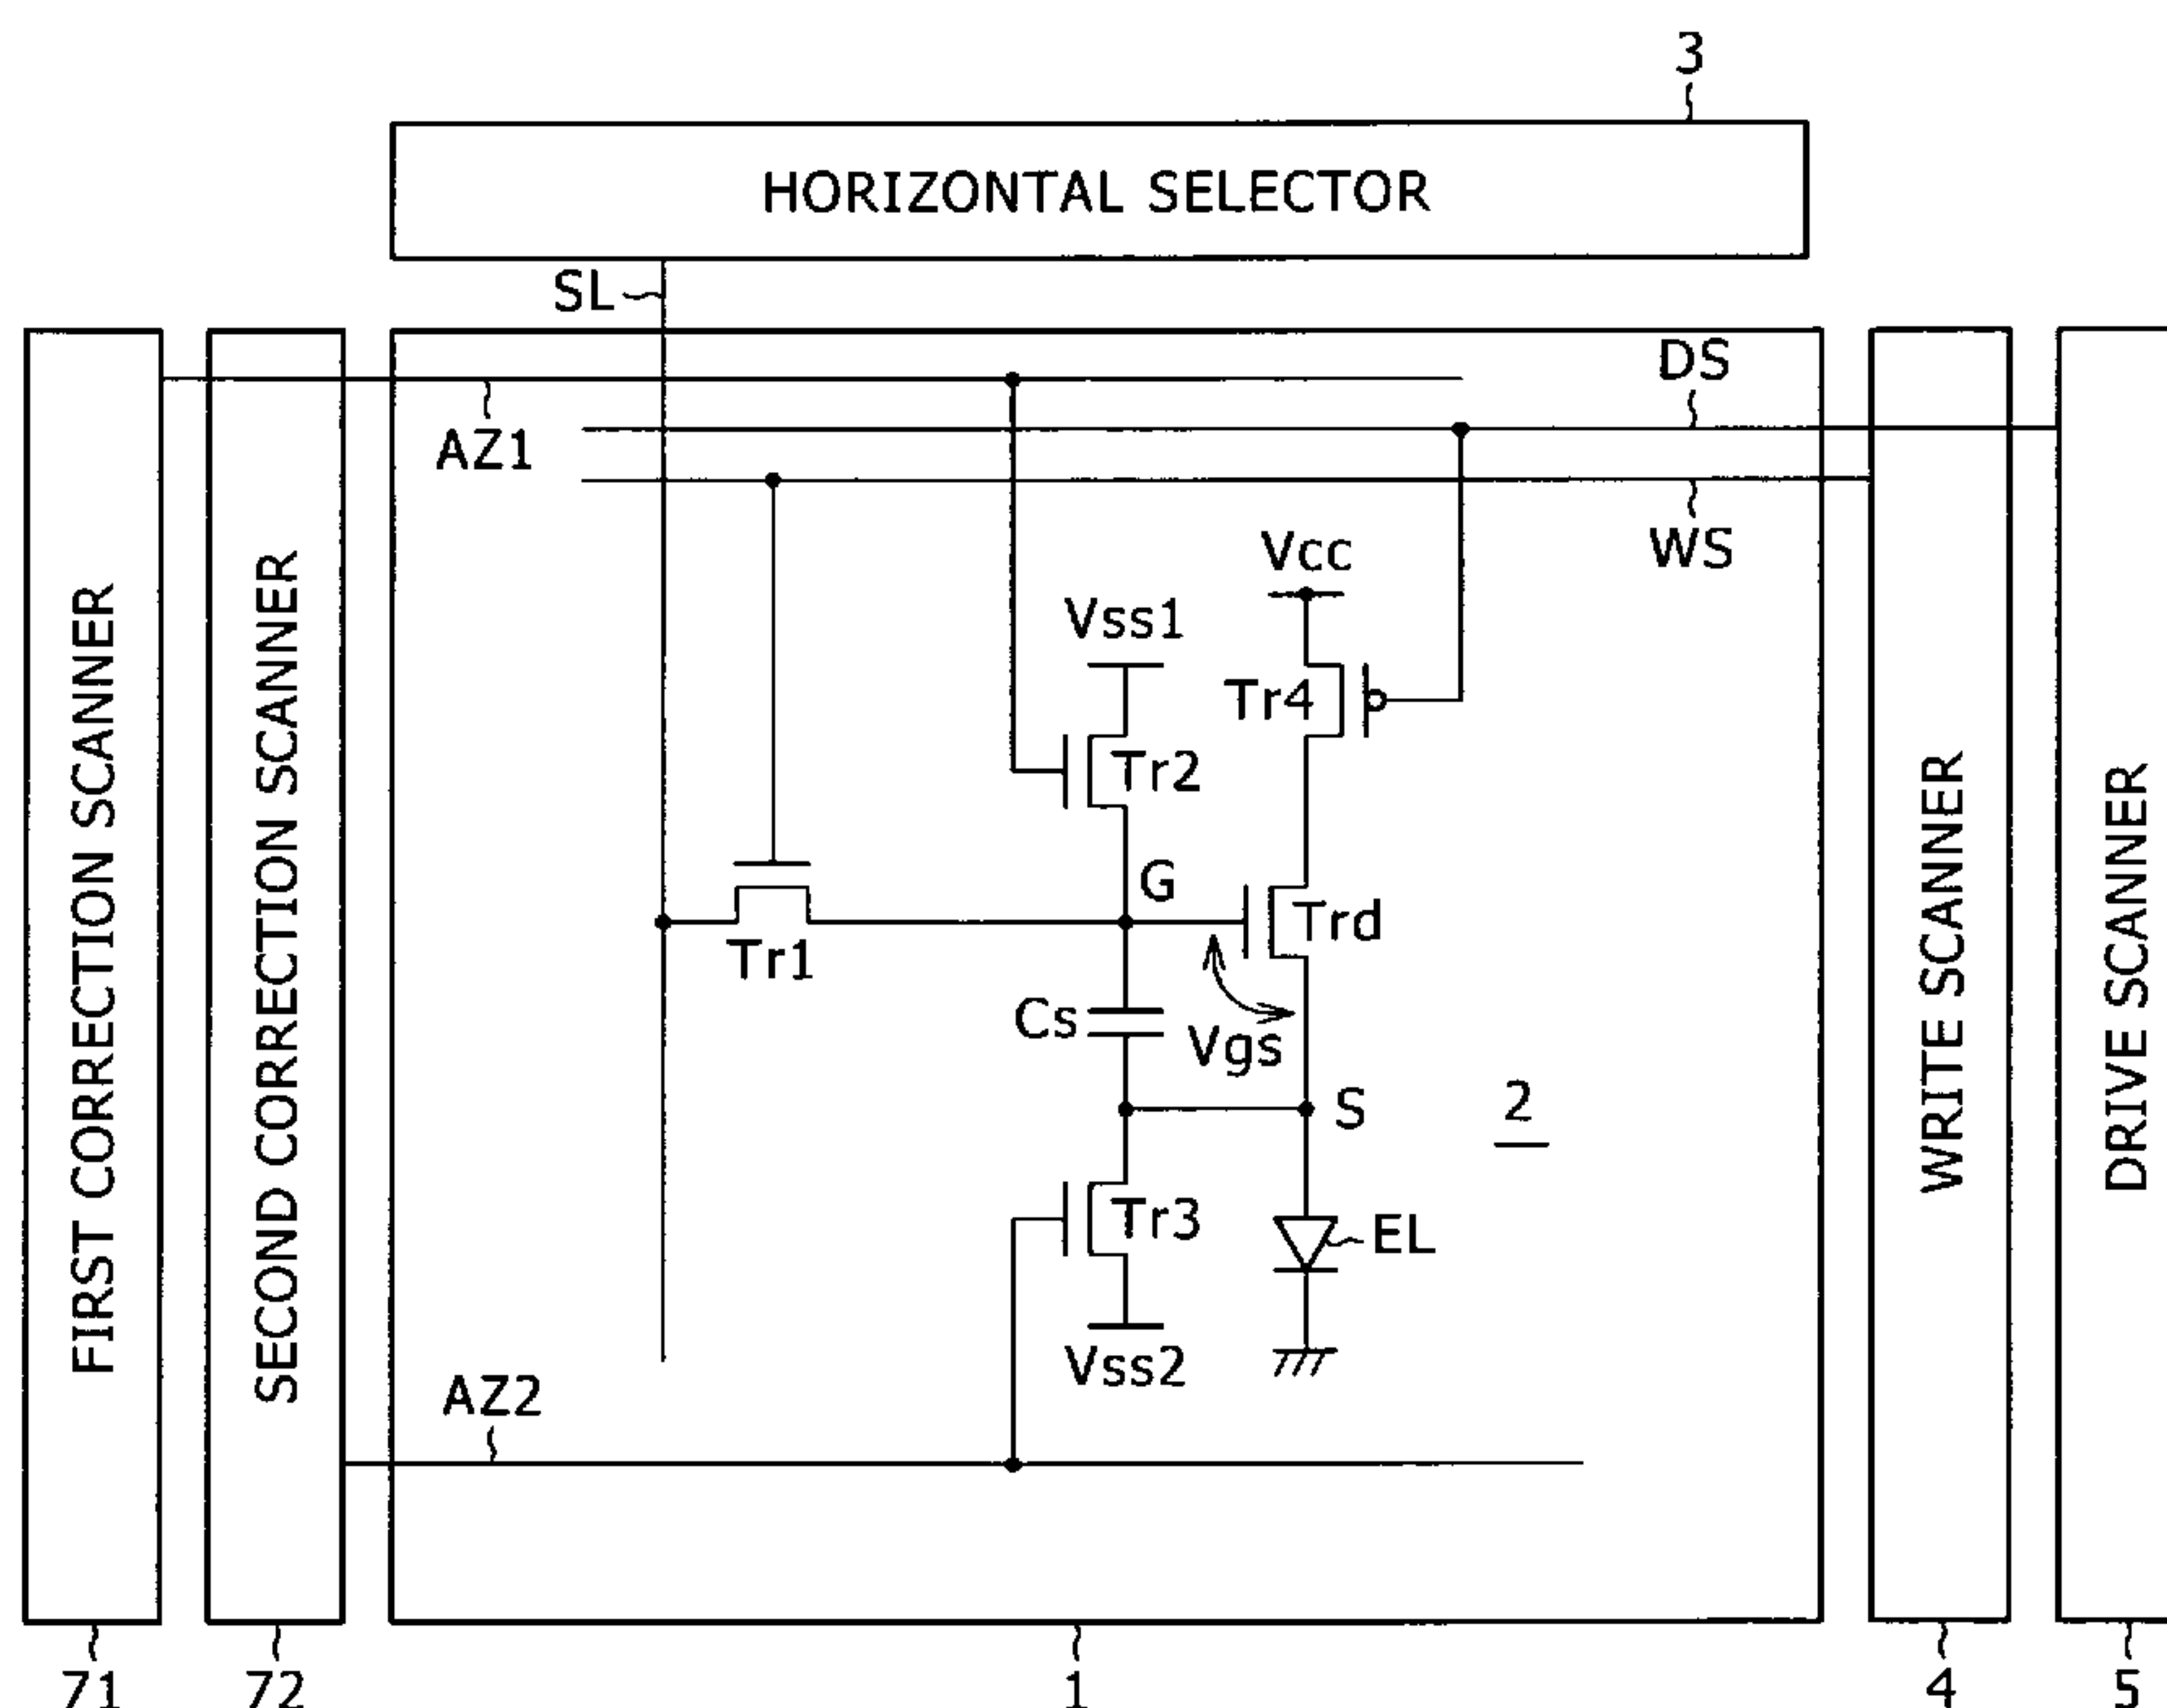 3
HORIZONTAL SELECTOR
SL
DS
AZ1
WS
Vcc
Vss1
Tr4
Tr2
G
Trd
Tr1
Cs
Vgs
S
2
Tr3
EL
Vss2
AZ2
FIRST CORRECTION SCANNER
SECOND CORRECTION SCANNER
WRITE SCANNER
DRIVE SCANNER
71
72
1
4
5